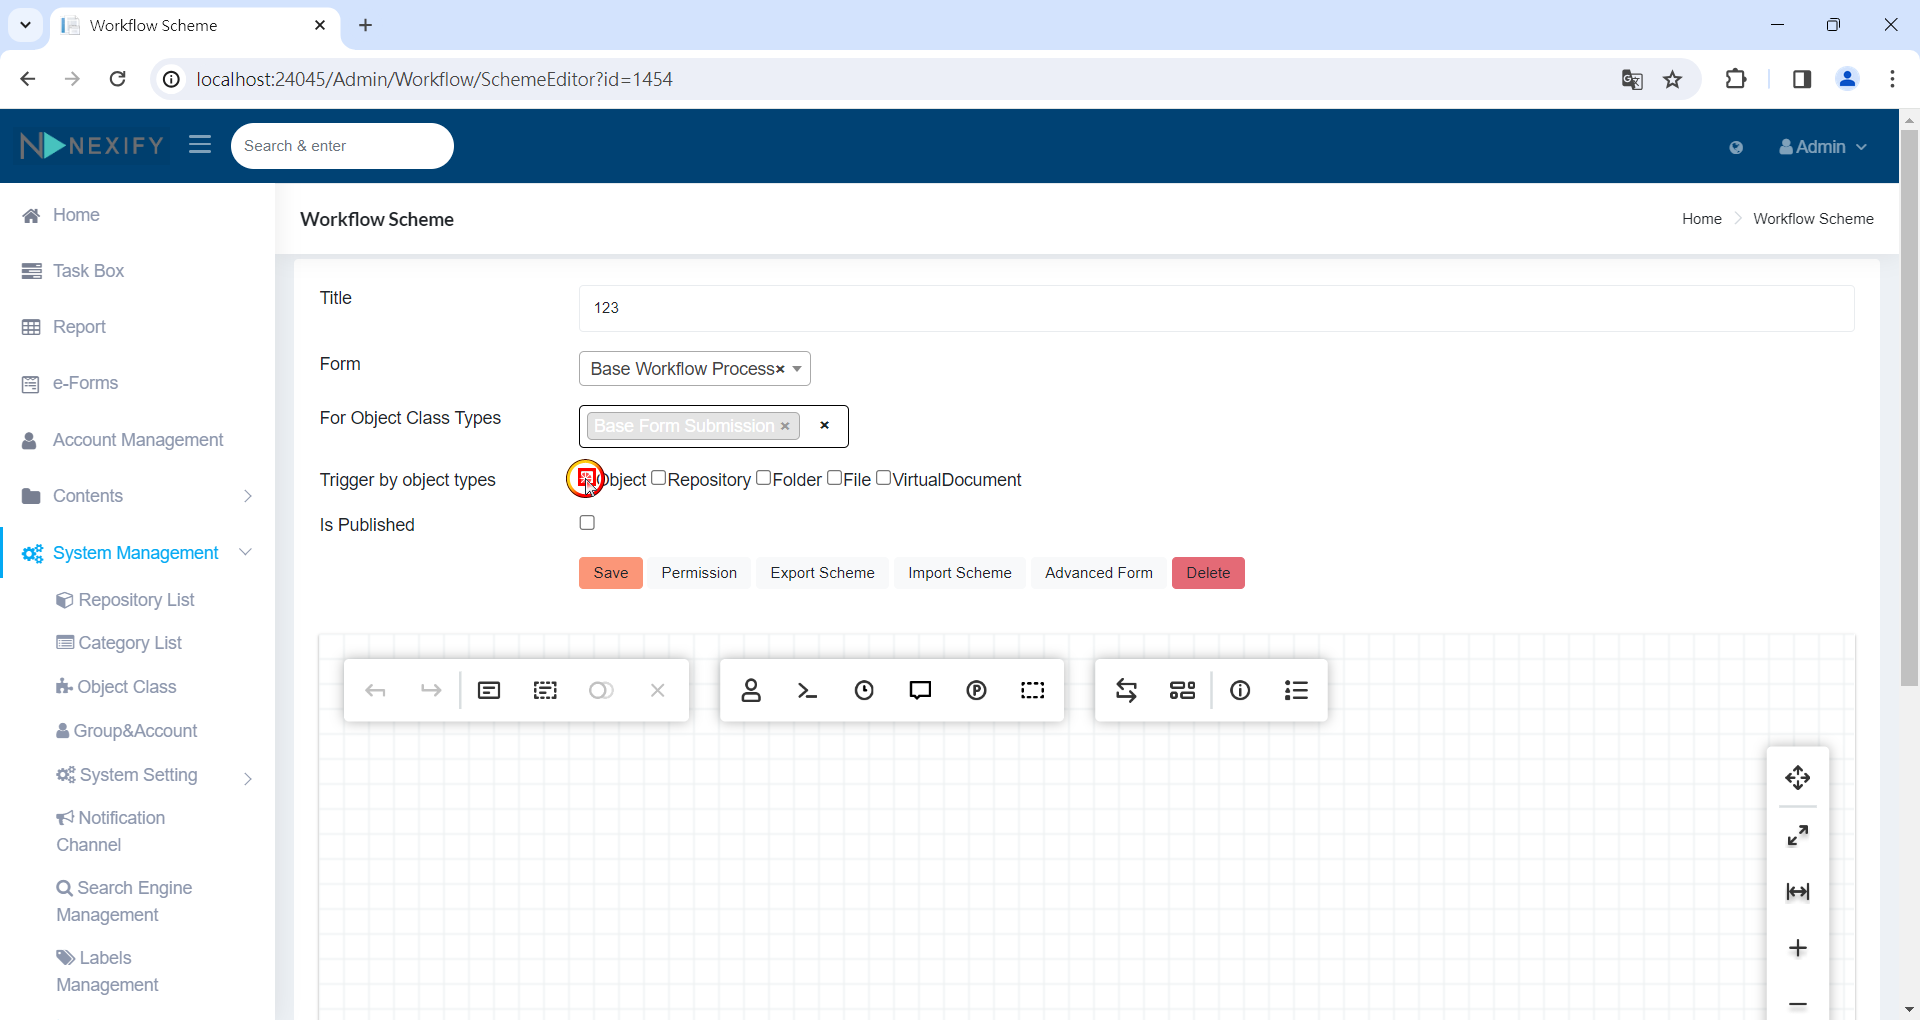 Workflow Scheme
localhost:24045/Admin/Workflow/SchemeEditor?id=1454
NEXIFY
Search & enter
Admin
Home
Task Box
Report
e-Forms
Account Management
Contents
System Management
Repository List
Category List
Object Class
Group&Account
System Setting
Notification
Channel
Search Engine
Management
Labels
Management
Workflow Scheme
Home
Workflow Scheme
Title
123
Form
Base Workflow Process×
For Object Class Types
Base Form Submission × ×
Trigger by object types
Object Repository Folder File VirtualDocument
Is Published
Save Permission Export Scheme Import Scheme Advanced Form Delete